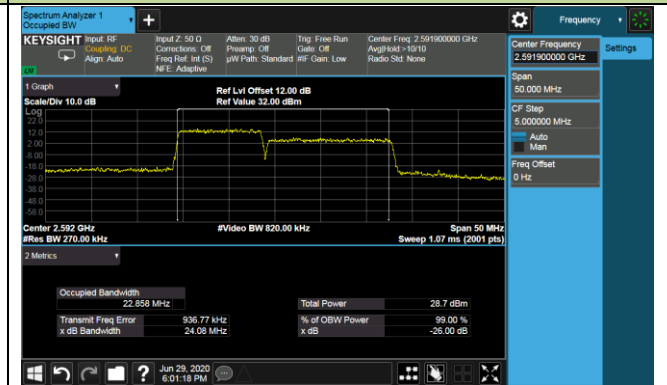 Spectrum Analyzer 1
Occupied BW
Frequency
KEYSIGHT Input: RF
Coupling: DC
Align: Auto
Input Z: 50 Ω
Corrections: Off
Freq Ref: Int (S)
NFE: Adaptive
Atten: 30 dB
Preamp: Off
µW Path: Standard
Trig: Free Run
Gate: Off
#IF Gain: Low
Center Freq: 2.591900000 GHz
Avg|Hold:>10/10
Radio Std: None
Center Frequency
2.591900000 GHz
Settings
Span
50.000 MHz
CF Step
5.000000 MHz
Auto
Man
Freq Offset
0 Hz
1 Graph
Scale/Div 10.0 dB
Ref Lvl Offset 12.00 dB
Ref Value 32.00 dBm
Log
22.0
12.0
2.00
-8.00
-18.0
-28.0
-38.0
-48.0
-58.0
Center 2.592 GHz
#Video BW 820.00 kHz
Span 50 MHz
#Res BW 270.00 kHz
Sweep 1.07 ms (2001 pts)
2 Metrics
Occupied Bandwidth
22.858 MHz
Total Power 28.7 dBm
Transmit Freq Error 936.77 kHz
% of OBW Power 99.00 %
x dB Bandwidth 24.08 MHz
x dB -26.00 dB
Jun 29, 2020
6:01:18 PM